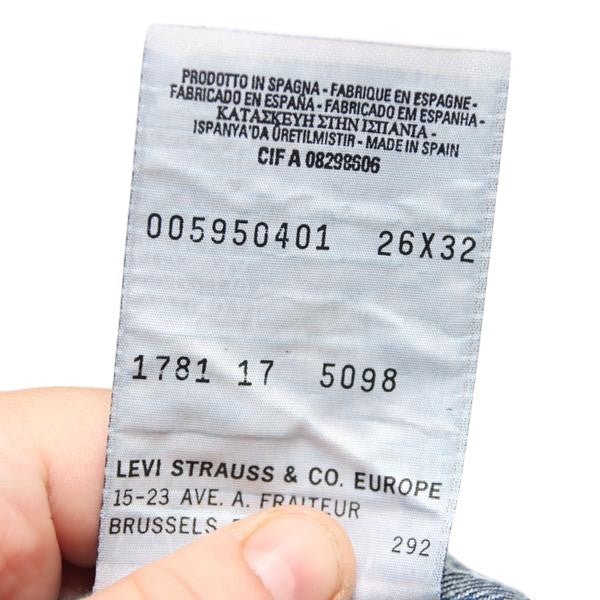 PRODOTTO IN SPAGNA - FABRIQUE EN ESPAGNE -
FABRICADO EN ESPAÑA - FABRICADO EM ESPANHA -
ΚΑΤΑΣΚΕΥΗ ΣΤΗΝ ΙΣΠΑΝΙΑ -
ISPANYA'DA ÜRETILMISTIR - MADE IN SPAIN
CIF A 08298606
005950401 26X32
1781 17 5098
LEVI STRAUSS & CO. EUROPE
15-23 AVE. A. FRAITEUR
BRUSSELS
292